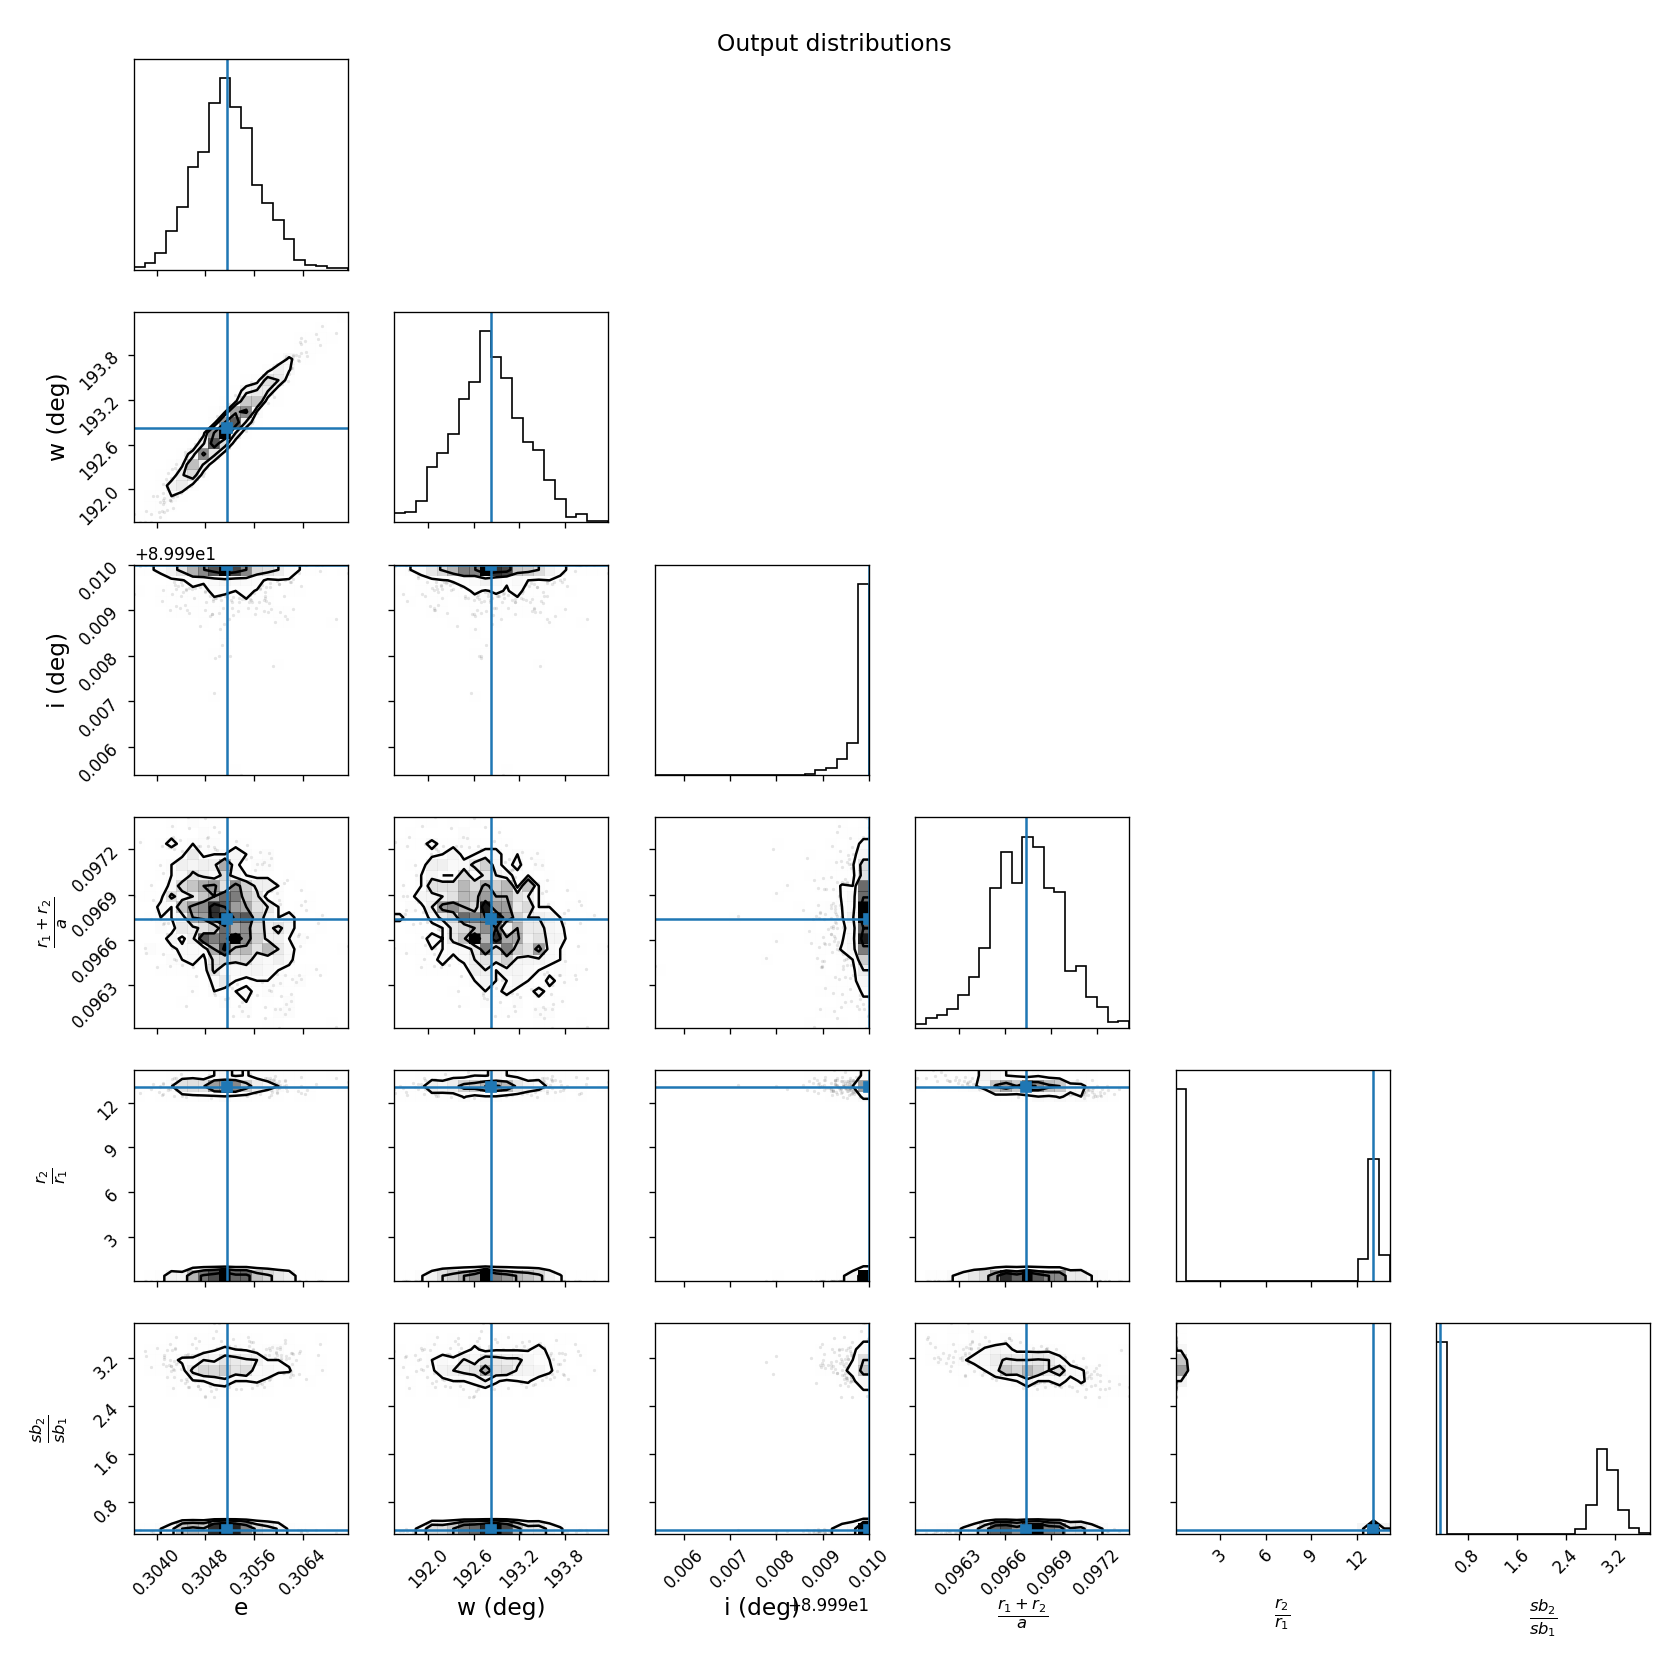 Output distributions
w (deg)
193.8
193.2
192.6
192.0
+8.999e1
i (deg)
0.010
0.009
0.008
0.007
0.006
r₁ + r₂
a
0.0972
0.0969
0.0966
0.0963
r₂
r₁
12
9
6
3
sb₂
sb₁
3.2
2.4
1.6
0.8
0.3040 0.3048 0.3056 0.3064 192.0 192.6 193.2 193.8 0.006 0.007 0.008 0.009 0.010 0.0963 0.0966 0.0969 0.0972 3 6 9 12 0.8 1.6 2.4 3.2
e w (deg) i (deg) +8.999e1
r₁ + r₂
a
r₂
r₁
sb₂
sb₁